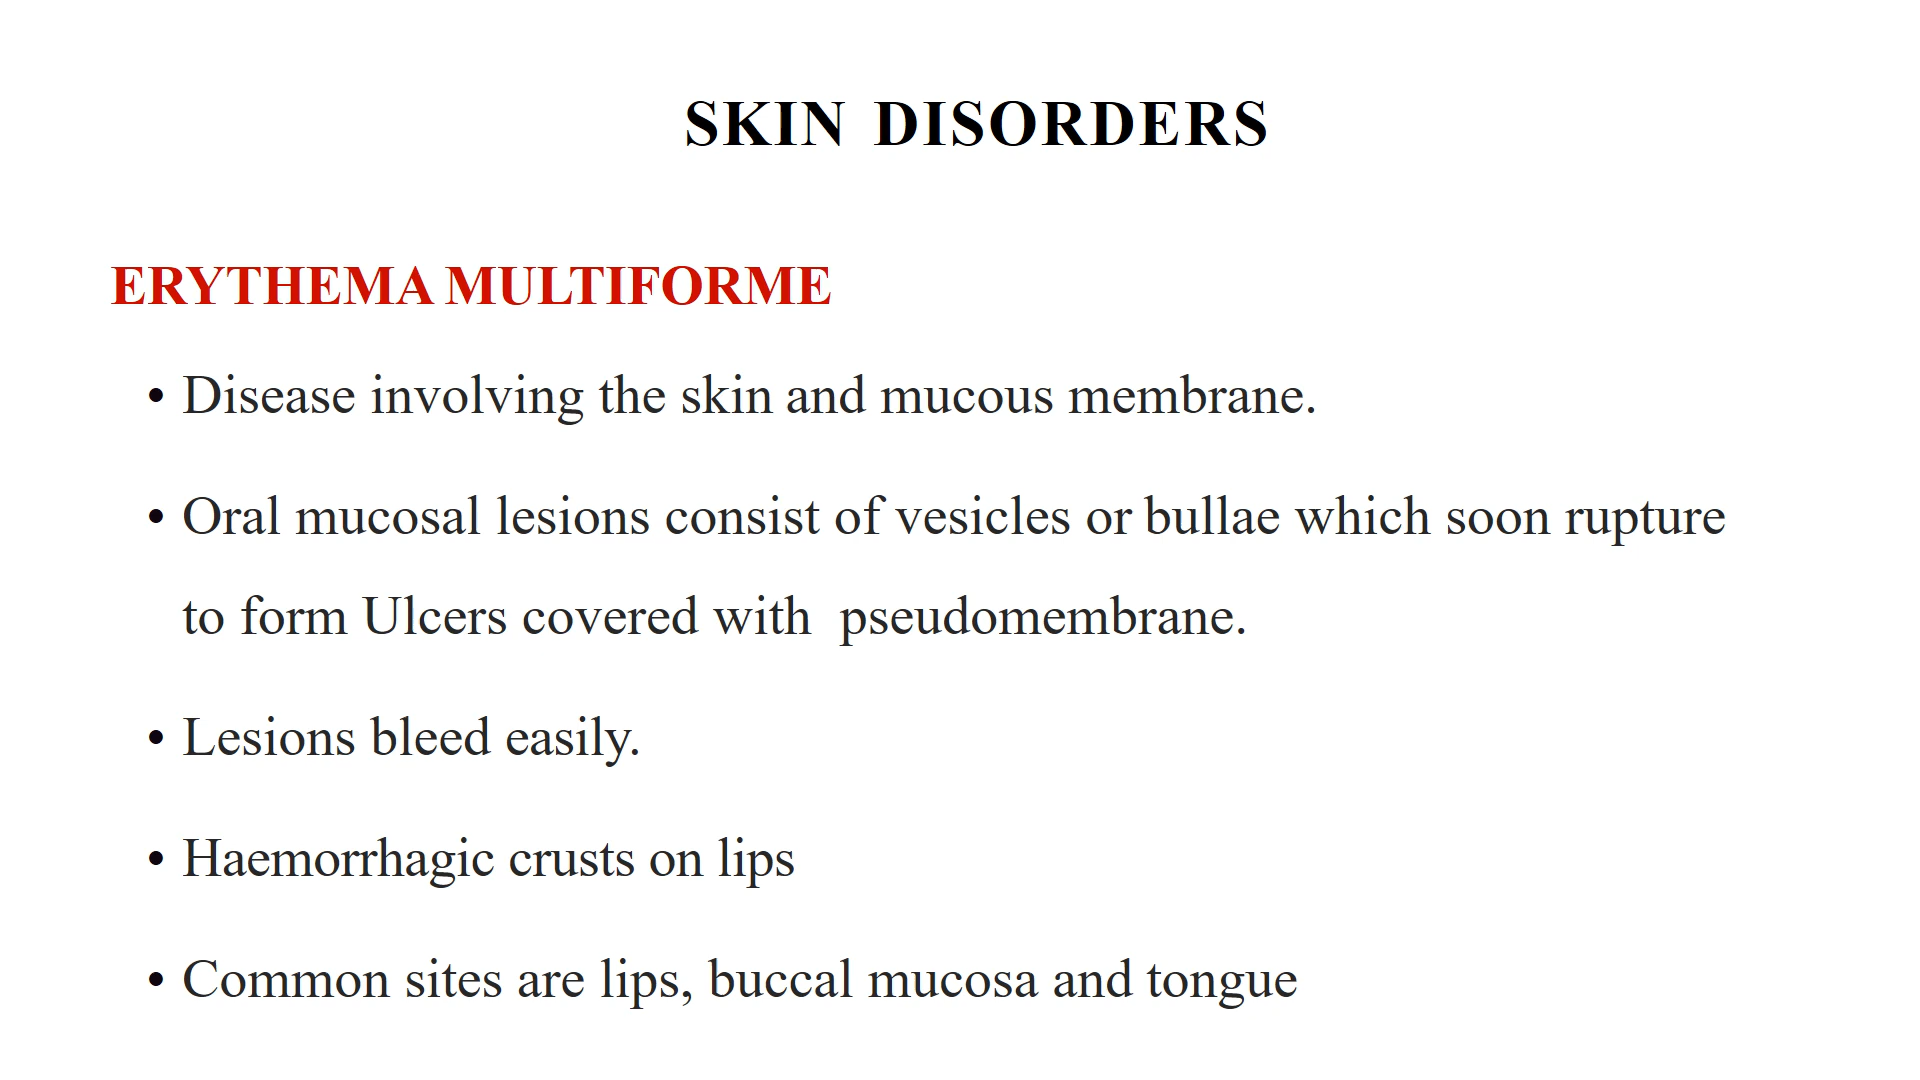 SKIN DISORDERS
ERYTHEMA MULTIFORME
• Disease involving the skin and mucous membrane.
• Oral mucosal lesions consist of vesicles or bullae which soon rupture
to form Ulcers covered with  pseudomembrane.
• Lesions bleed easily.
• Haemorrhagic crusts on lips
• Common sites are lips, buccal mucosa and tongue